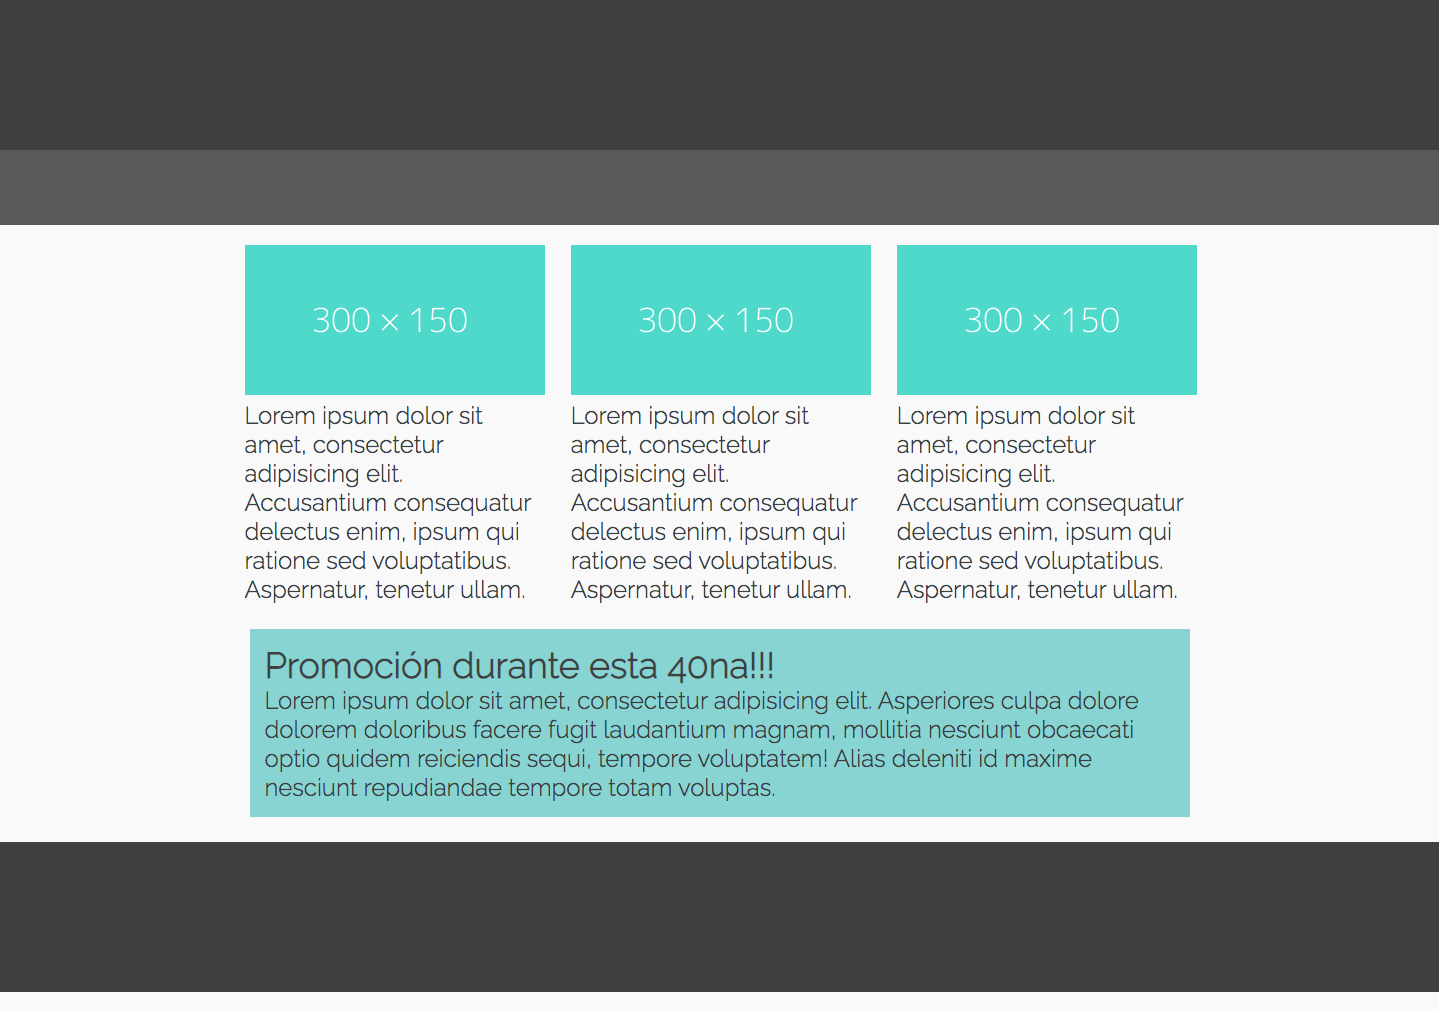 300 × 150
300 × 150
300 × 150
Lorem ipsum dolor sit
amet, consectetur
adipisicing elit.
Accusantium consequatur
delectus enim, ipsum qui
ratione sed voluptatibus.
Aspernatur, tenetur ullam.
Lorem ipsum dolor sit
amet, consectetur
adipisicing elit.
Accusantium consequatur
delectus enim, ipsum qui
ratione sed voluptatibus.
Aspernatur, tenetur ullam.
Lorem ipsum dolor sit
amet, consectetur
adipisicing elit.
Accusantium consequatur
delectus enim, ipsum qui
ratione sed voluptatibus.
Aspernatur, tenetur ullam.
Promoción durante esta 40na!!!
Lorem ipsum dolor sit amet, consectetur adipisicing elit. Asperiores culpa dolore
dolorem doloribus facere fugit laudantium magnam, mollitia nesciunt obcaecati
optio quidem reiciendis sequi, tempore voluptatem! Alias deleniti id maxime
nesciunt repudiandae tempore totam voluptas.